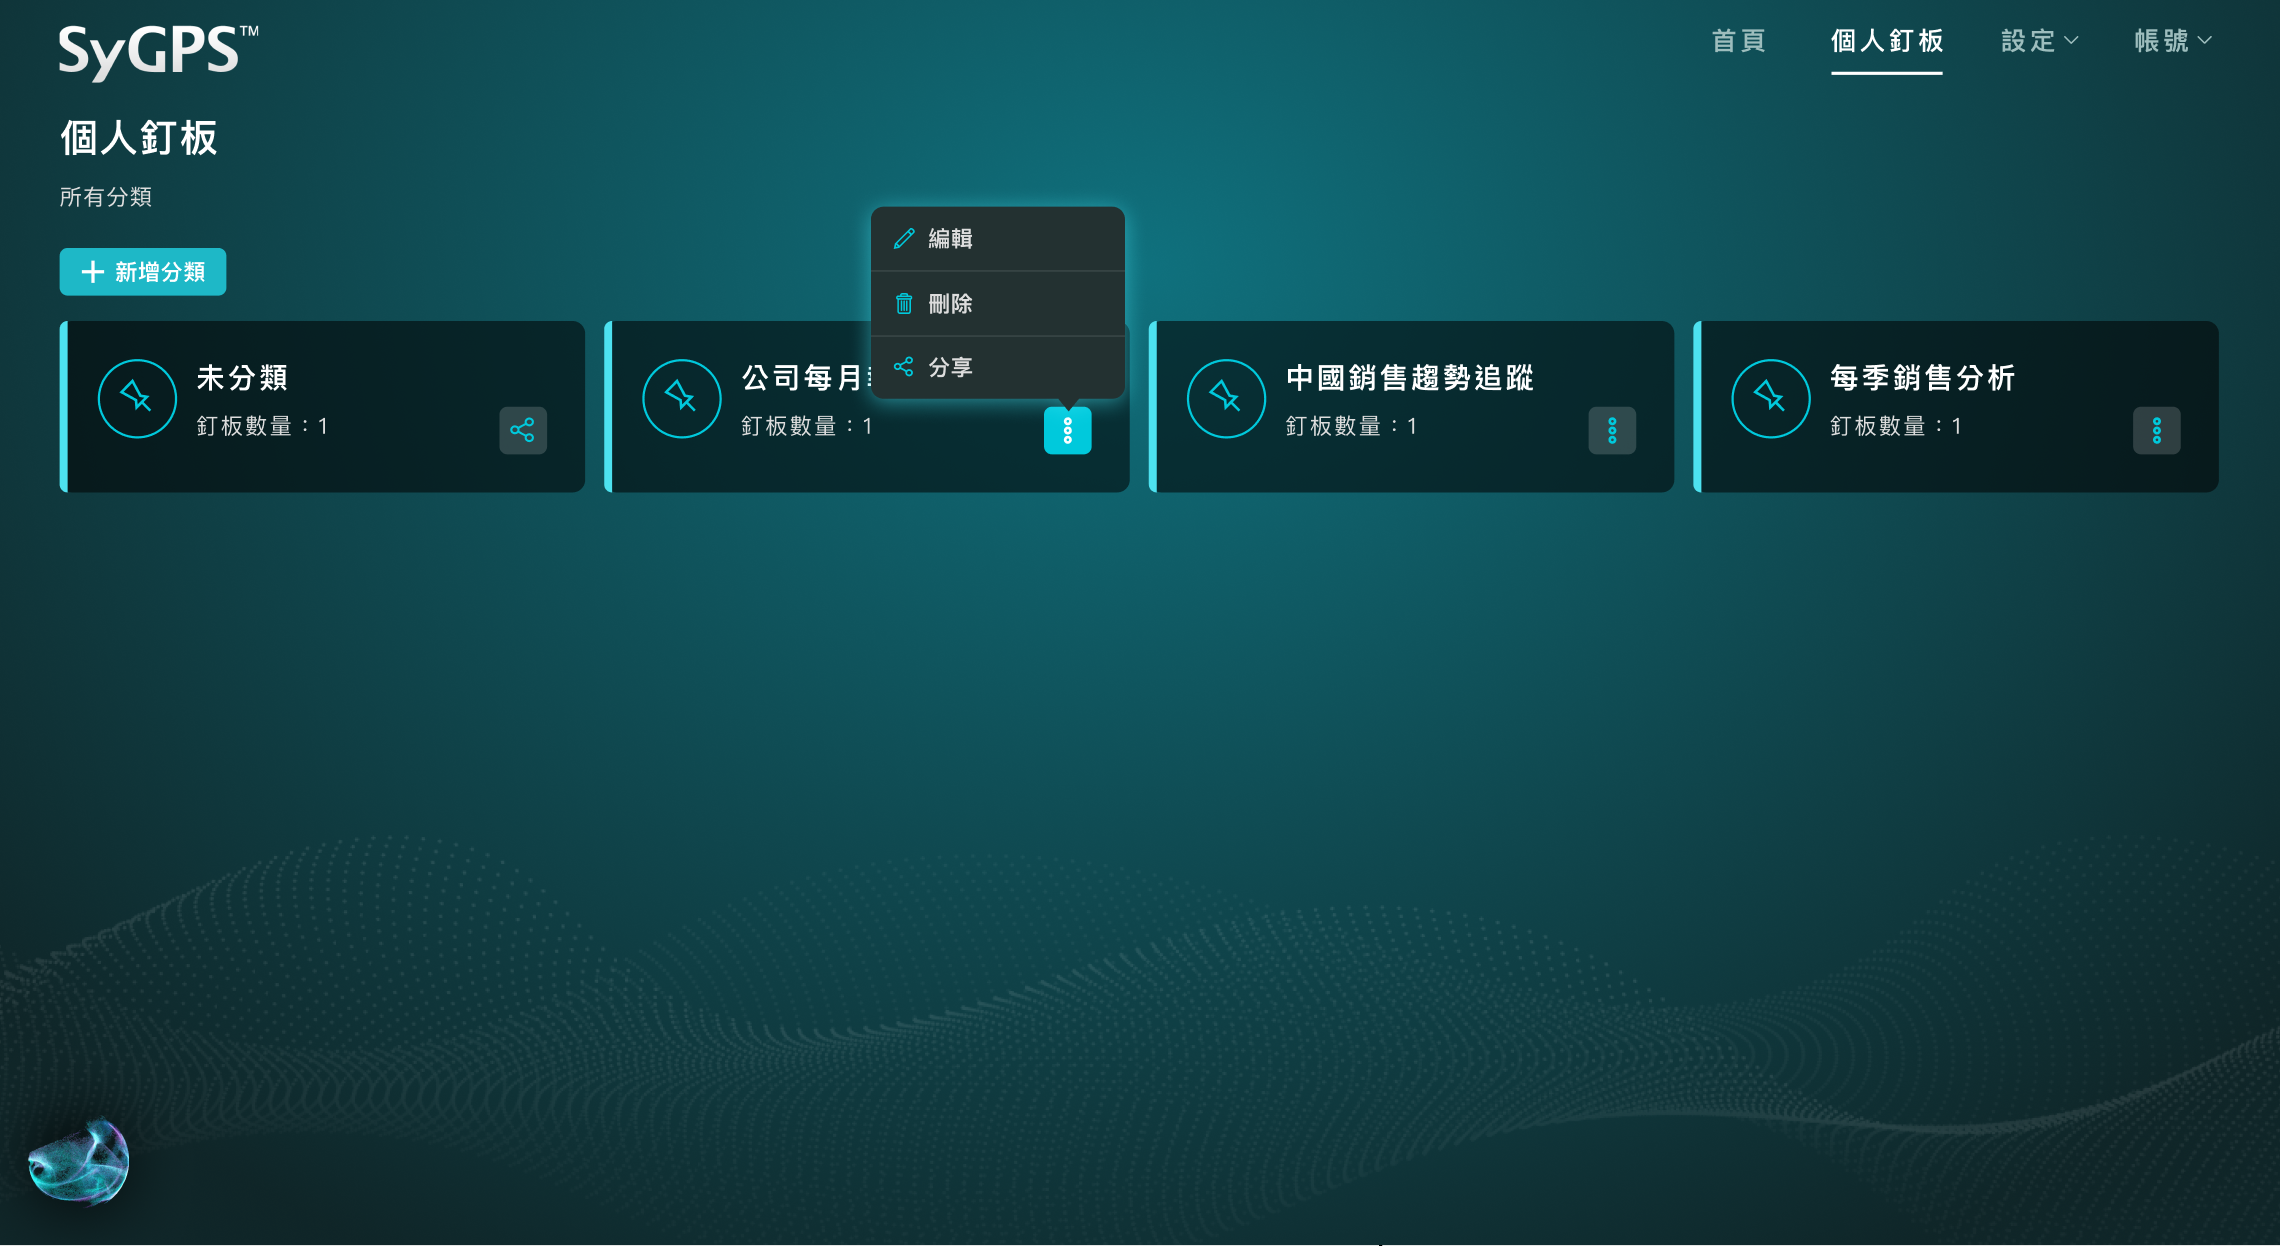 SyGPS™
首頁 個人釘板 設定 帳號
個人釘板
所有分類
新增分類
編輯
刪除
分享
未分類
釘板數量：1
公司每月
釘板數量：1
中國銷售趨勢追蹤
釘板數量：1
每季銷售分析
釘板數量：1